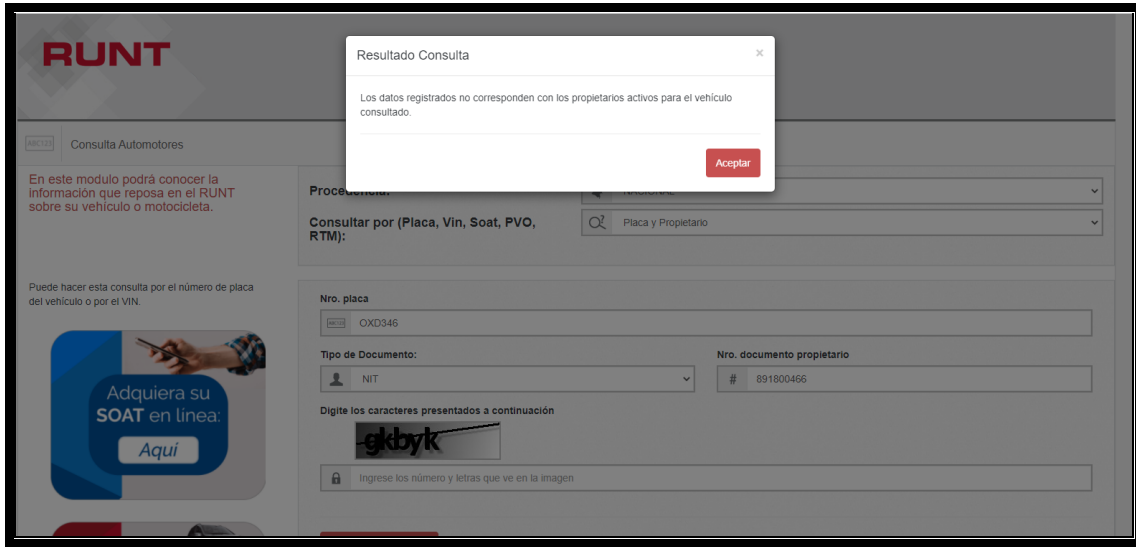 RUNT
Resultado Consulta
×
Los datos registrados no corresponden con los propietarios activos para el vehículo
consultado.
Aceptar
ABC123
Consulta Automotores
En este modulo podrá conocer la
información que reposa en el RUNT
sobre su vehículo o motocicleta.
Procedencia:
NACIONAL
Consultar por (Placa, Vin, Soat, PVO,
RTM):
Placa y Propietario
Puede hacer esta consulta por el número de placa
del vehículo o por el VIN.
Adquiera su
SOAT en linea:
Aquí
Nro. placa
ABC123
OXD346
Tipo de Documento:
NIT
Nro. documento propietario
# 891800466
Digite los caracteres presentados a continuación
gkbyk
Ingrese los número y letras que ve en la imagen